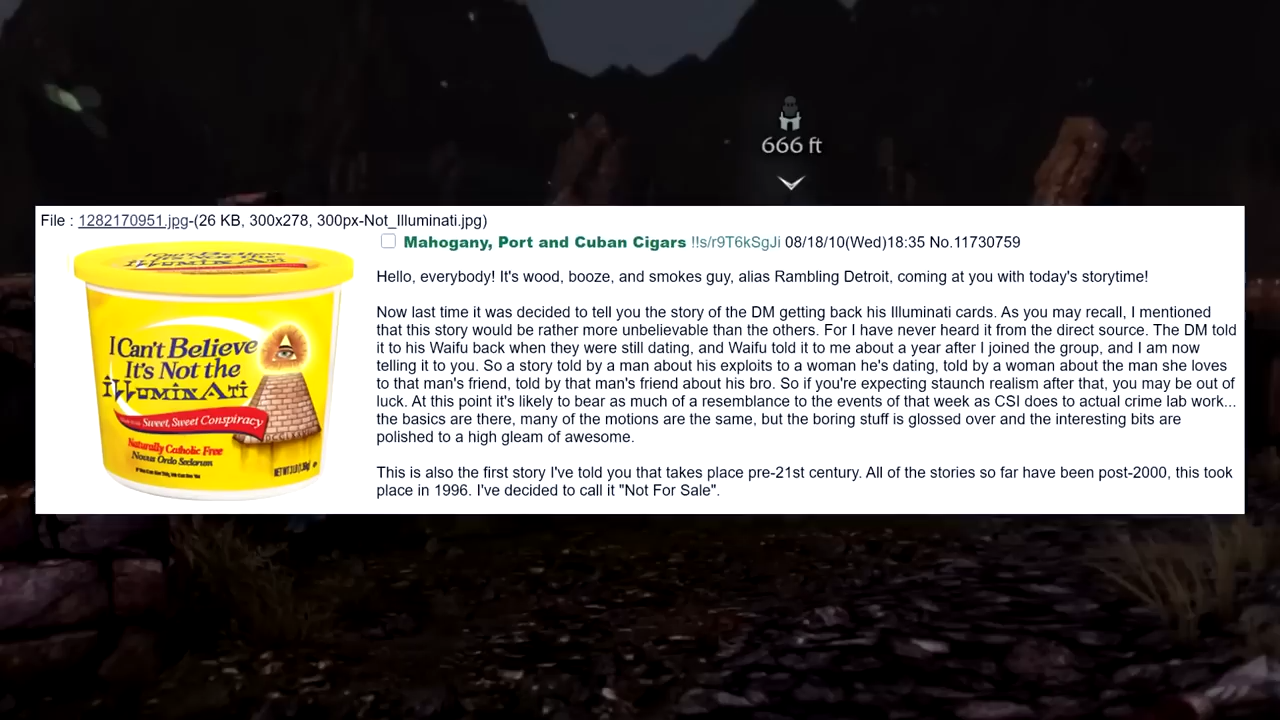 666 ft
File : 1282170951.jpg-(26 KB, 300x278, 300px-Not_Illuminati.jpg)
Mahogany, Port and Cuban Cigars !!s/r9T6kSgJi 08/18/10(Wed)18:35 No.11730759
Hello, everybody! It's wood, booze, and smokes guy, alias Rambling Detroit, coming at you with today's storytime!
Now last time it was decided to tell you the story of the DM getting back his Illuminati cards. As you may recall, I mentioned
that this story would be rather more unbelievable than the others. For I have never heard it from the direct source. The DM told
it to his Waifu back when they were still dating, and Waifu told it to me about a year after I joined the group, and I am now
telling it to you. So a story told by a man about his exploits to a woman he's dating, told by a woman about the man she loves
to that man's friend, told by that man's friend about his bro. So if you're expecting staunch realism after that, you may be out of
luck. At this point it's likely to bear as much of a resemblance to the events of that week as CSI does to actual crime lab work...
the basics are there, many of the motions are the same, but the boring stuff is glossed over and the interesting bits are
polished to a high gleam of awesome.
This is also the first story I've told you that takes place pre-21st century. All of the stories so far have been post-2000, this took
place in 1996. I've decided to call it "Not For Sale".
I Can't Believe
It's Not the
ILLUMINATI
Sweet, Sweet Conspiracy
Naturally Catholic Free
Novus Ordo Seclorum